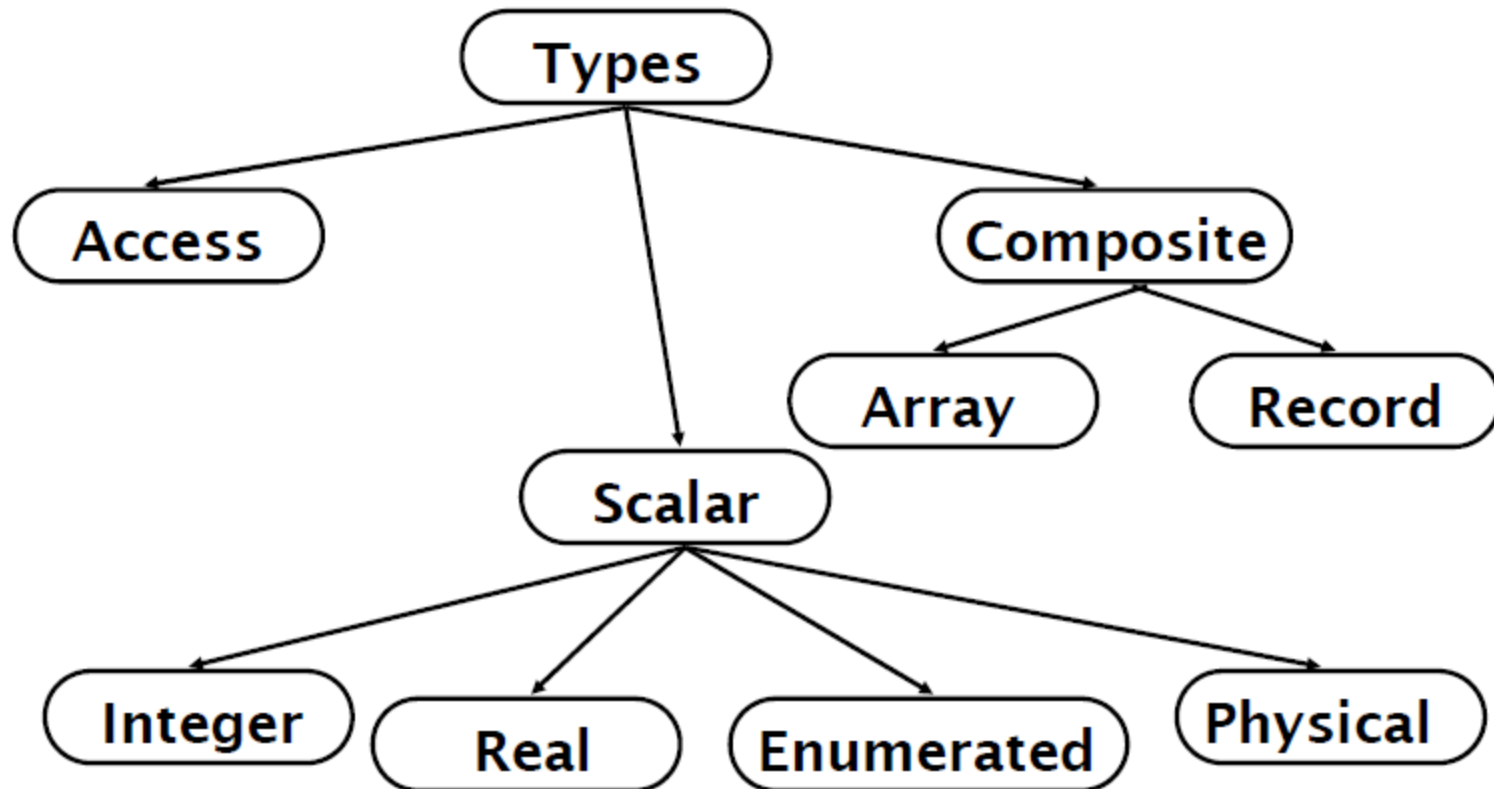 Types
Access
Composite
Array
Record
Scalar
Integer
Real
Enumerated
Physical